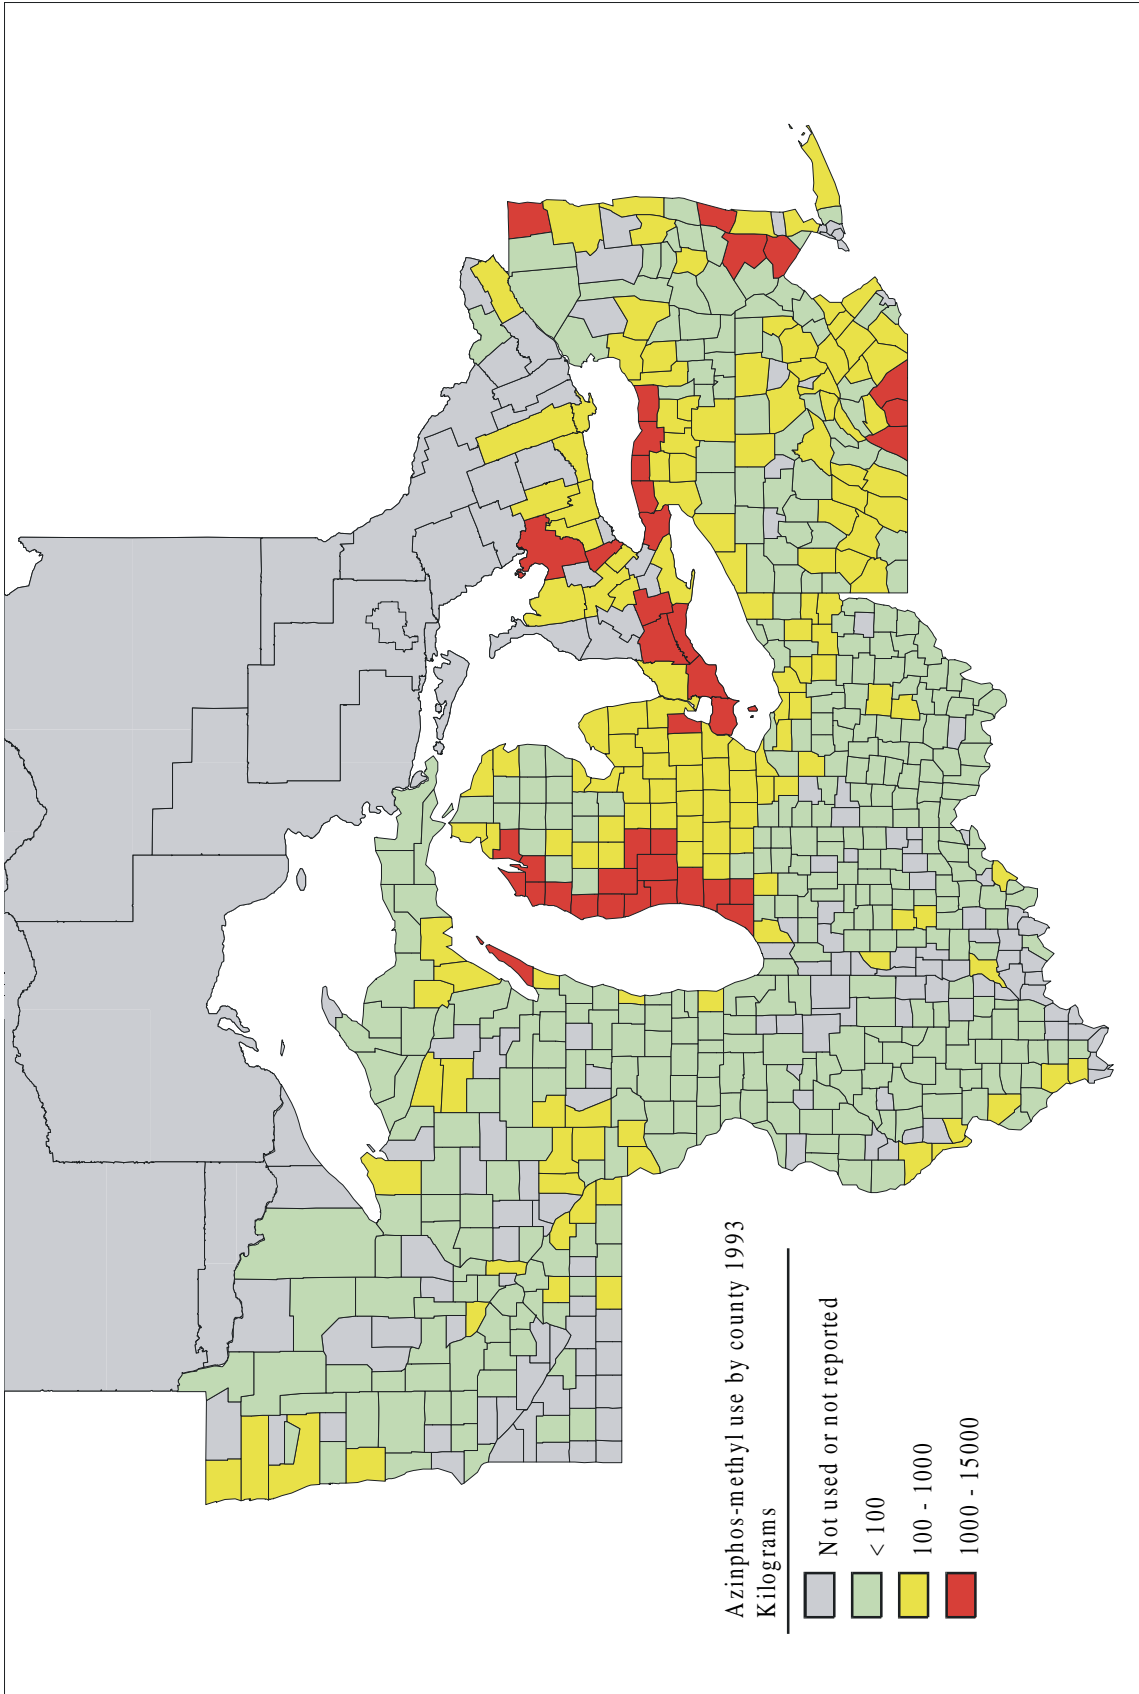 Azinphos-methyl use by county 1993
Kilograms
Not used or not reported
< 100
100 - 1000
1000 - 15000